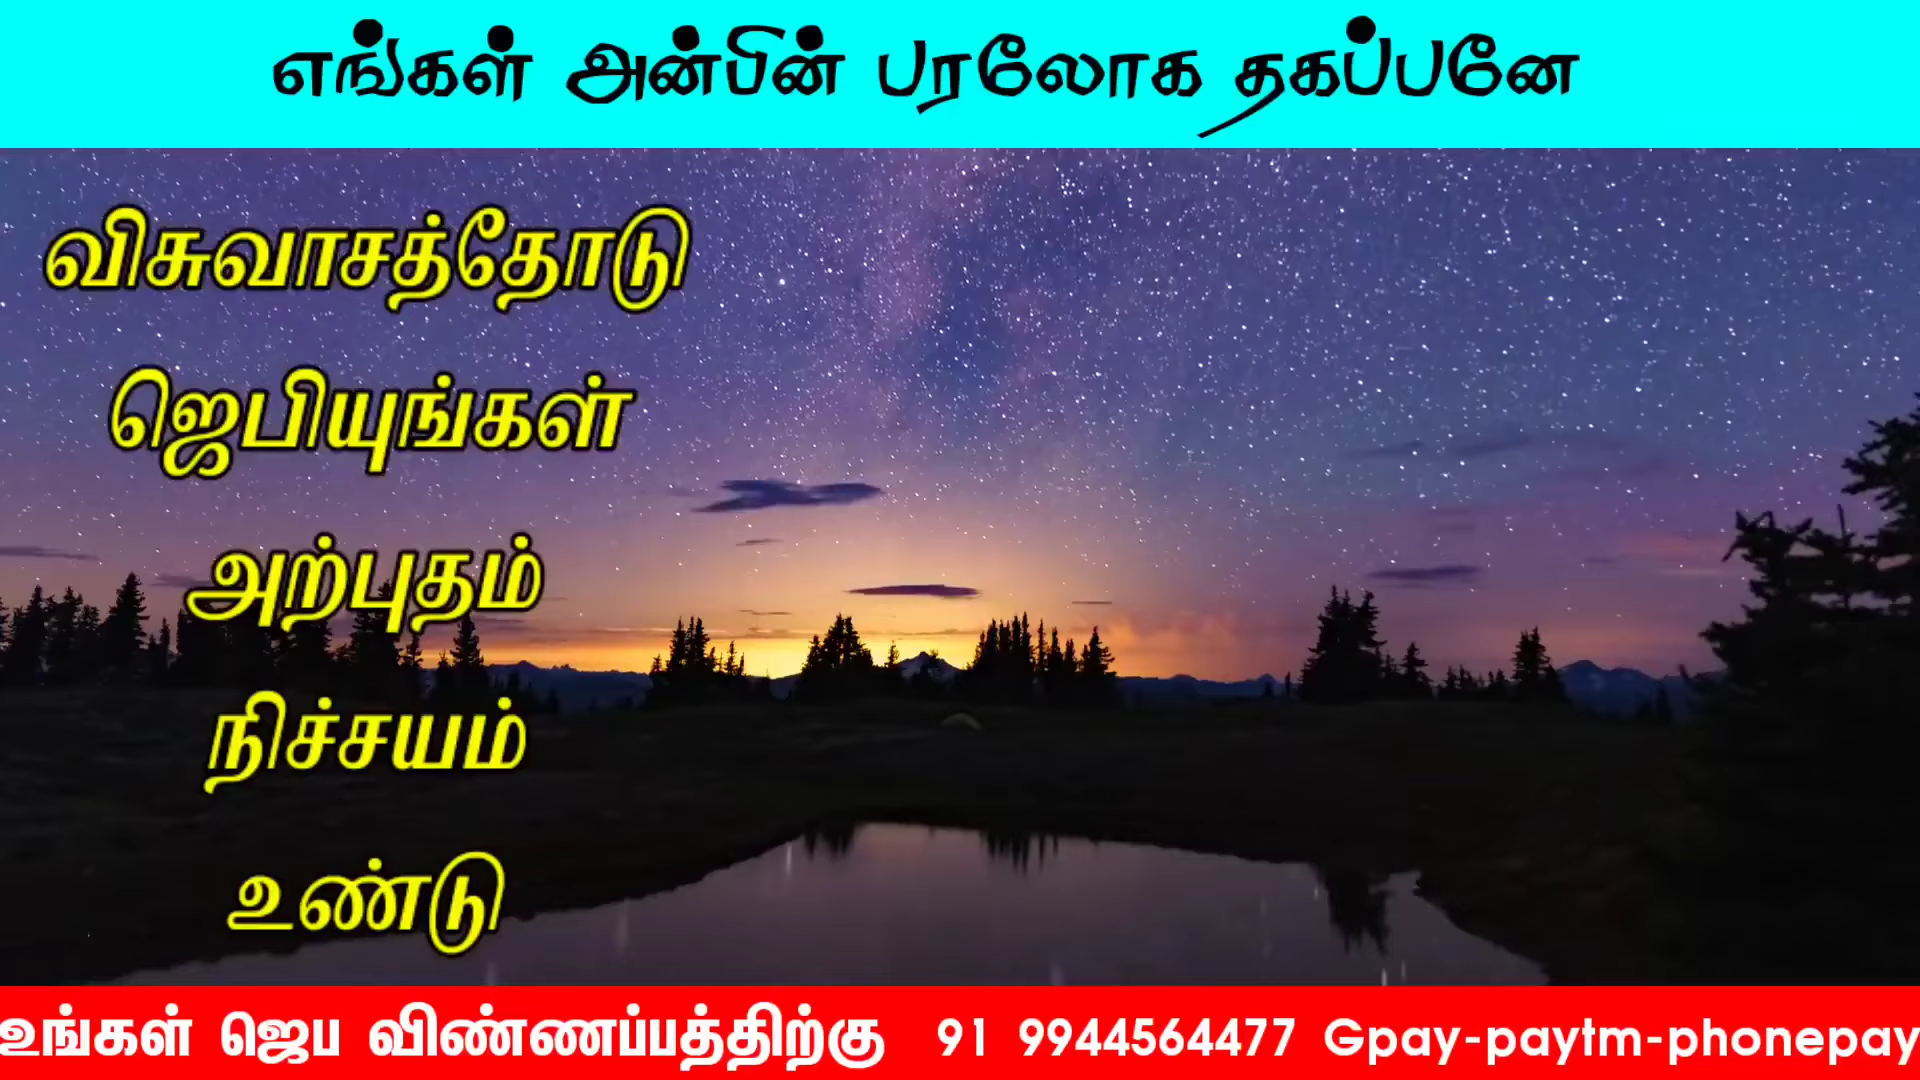 எங்கள் அன்பின் பரலோக தகப்பனே
விசுவாசத்தோடு
ஜெபியுங்கள்
அற்புதம்
நிச்சயம்
உண்டு
உங்கள் ஜெப விண்ணப்பத்திற்கு 91 9944564477 Gpay-paytm-phonepay